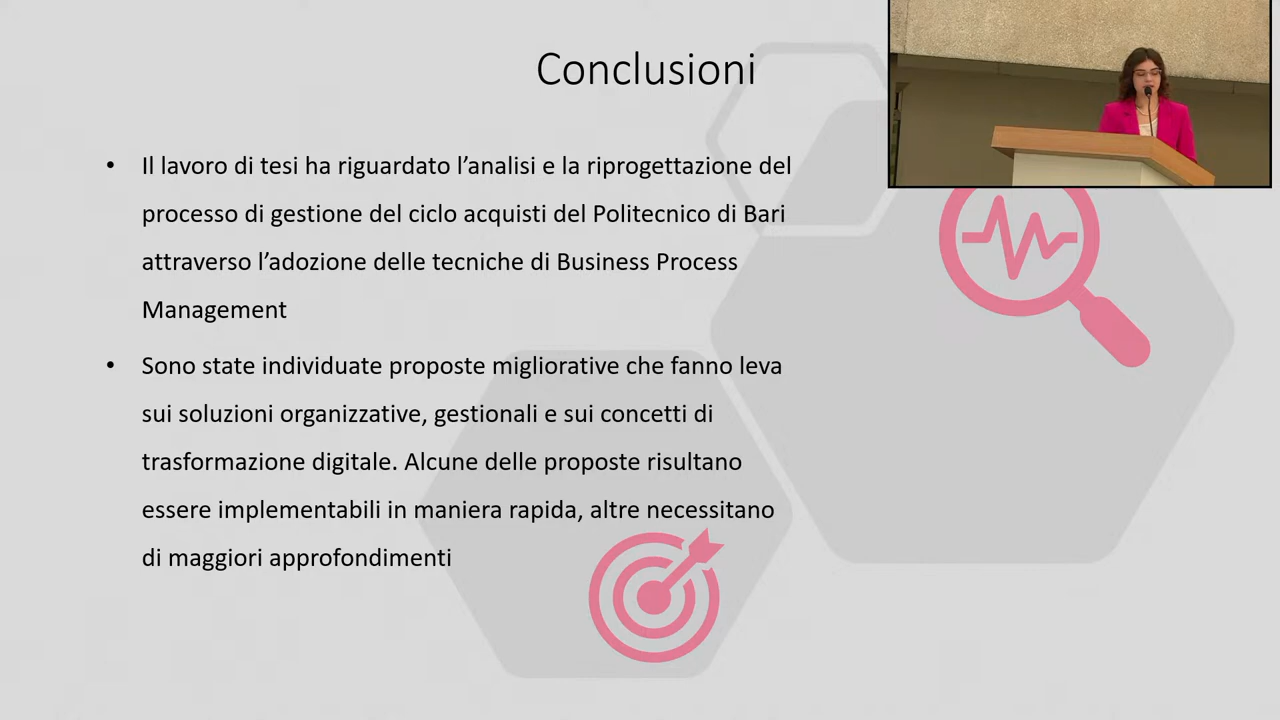 Conclusioni
• Il lavoro di tesi ha riguardato l’analisi e la riprogettazione del
processo di gestione del ciclo acquisti del Politecnico di Bari
attraverso l’adozione delle tecniche di Business Process
Management
• Sono state individuate proposte migliorative che fanno leva
sui soluzioni organizzative, gestionali e sui concetti di
trasformazione digitale. Alcune delle proposte risultano
essere implementabili in maniera rapida, altre necessitano
di maggiori approfondimenti